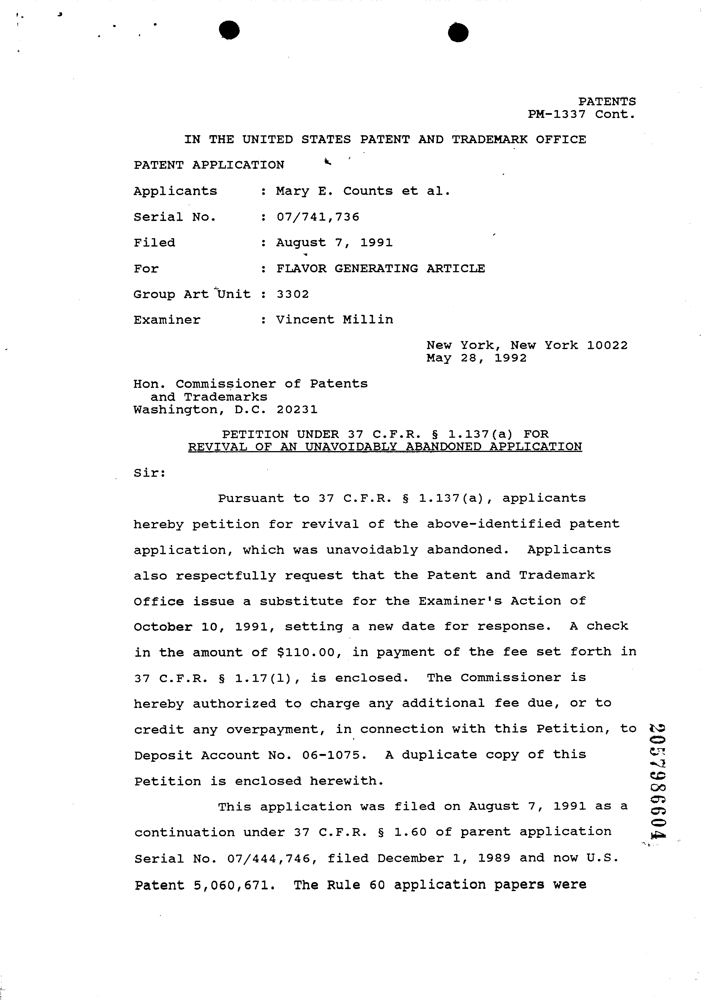 PATENTS
PM-1337 Cont.
IN THE UNITED STATES PATENT AND TRADEMARK OFFICE
PATENT APPLICATION
Applicants : Mary E. Counts et al.
Serial No. : 07/741,736
Filed : August 7, 1991
For : FLAVOR GENERATING ARTICLE
Group Art Unit : 3302
Examiner : Vincent Millin
New York, New York 10022
May 28, 1992
Hon. Commissioner of Patents
and Trademarks
Washington, D.C. 20231
PETITION UNDER 37 C.F.R. § 1.137(a) FOR
REVIVAL OF AN UNAVOIDABLY ABANDONED APPLICATION
Sir:
Pursuant to 37 C.F.R. § 1.137(a), applicants
hereby petition for revival of the above-identified patent
application, which was unavoidably abandoned. Applicants
also respectfully request that the Patent and Trademark
Office issue a substitute for the Examiner's Action of
October 10, 1991, setting a new date for response. A check
in the amount of $110.00, in payment of the fee set forth in
37 C.F.R. § 1.17(l), is enclosed. The Commissioner is
hereby authorized to charge any additional fee due, or to
credit any overpayment, in connection with this Petition, to
Deposit Account No. 06-1075. A duplicate copy of this
Petition is enclosed herewith.
This application was filed on August 7, 1991 as a
continuation under 37 C.F.R. § 1.60 of parent application
Serial No. 07/444,746, filed December 1, 1989 and now U.S.
Patent 5,060,671. The Rule 60 application papers were
2057986604